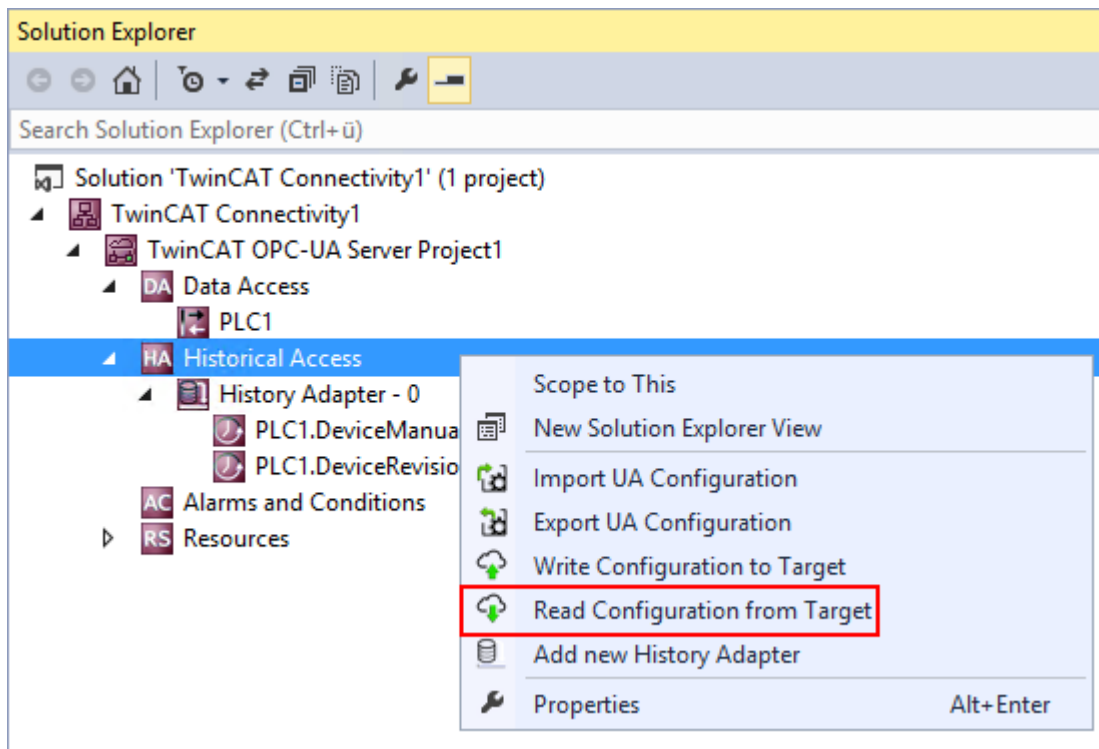 Solution Explorer
Search Solution Explorer (Ctrl+ü)
Solution 'TwinCAT Connectivity1' (1 project)
TwinCAT Connectivity1
TwinCAT OPC-UA Server Project1
DA Data Access
PLC1
HA Historical Access
History Adapter - 0
PLC1.DeviceManua
PLC1.DeviceRevisio
AC Alarms and Conditions
RS Resources
Scope to This
New Solution Explorer View
Import UA Configuration
Export UA Configuration
Write Configuration to Target
Read Configuration from Target
Add new History Adapter
Properties Alt+Enter